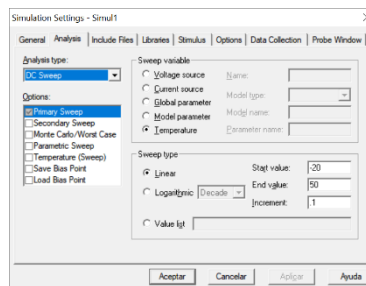 Simulation Settings - Simul1
General Analysis Include Files Libraries Stimulus Options Data Collection Probe Window
Analysis type:
DC Sweep
Options:
Primary Sweep
Secondary Sweep
Monte Carlo/Worst Case
Parametric Sweep
Temperature (Sweep)
Save Bias Point
Load Bias Point
Sweep variable
Voltage source
Current source
Global parameter
Model parameter
Temperature
Name:
Model type:
Model name:
Parameter name:
Sweep type
Linear
Logarithmic Decade
Value list
Start value: -20
End value: 50
Increment: .1
Aceptar Cancelar Aplicar Ayuda